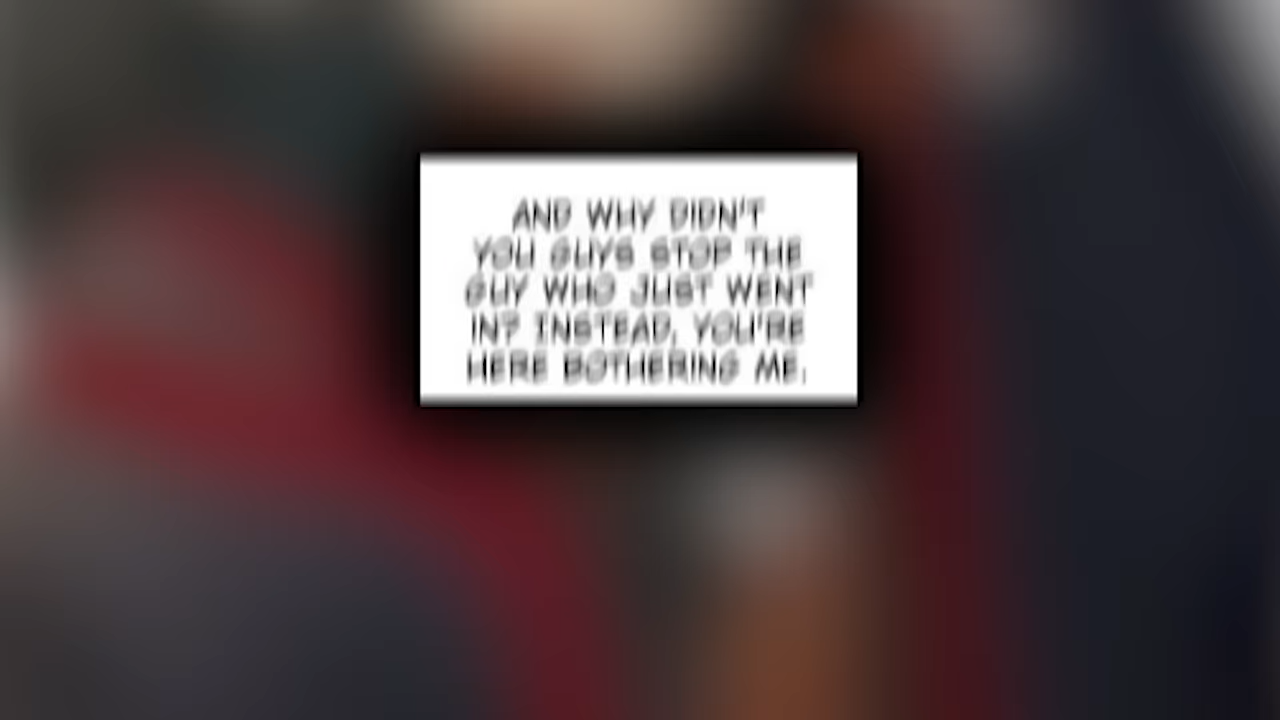 AND WHY DIDN'T
YOU GUYS STOP THE
GUY WHO JUST WENT
IN? INSTEAD, YOU'RE
HERE BOTHERING ME.